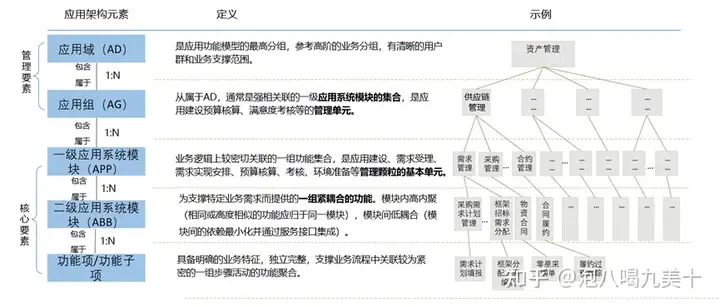 应用架构元素
定义
示例
管理要素
应用域（AD）
包含
属于
1:N
是应用功能模型的最高分组，参考高阶的业务分组，有清晰的用户
群和业务支撑范围。
资产管理
应用组（AG）
包含
属于
1:N
从属于AD，通常是强相关联的一级应用系统模块的集合，是应
用建设预算核算、满意度考核等的管理单元。
供应链
管理
...
...
...
...
核心要素
一级应用系统
模块（APP）
包含
属于
1:N
业务逻辑上较密切关联的一组功能集合，是应用建设、需求受理、
需求实现安排、预算核算、考核、环境准备等管理颗粒的基本单元。
需求
管理
采购
管理
...
合约
管理
二级应用系统
模块（ABB）
包含
属于
1:N
为支撑特定业务需求而提供的一组紧耦合的功能。模块内高内聚
（相同或高度相似的功能应归于同一模块），模块间低耦合（模
块间的依赖最小化并通过服务接口集成）。
采购需求计划管理
框架招标需求分配
物资合同
合同履约
功能项/功能子
项
具备明确的业务特征，独立完整，支撑业务流程中关联较为紧
密的一组步骤活动的功能聚合。
需求计
划填报
框架分
零星采
履约过
知乎 @泡八喝九美十